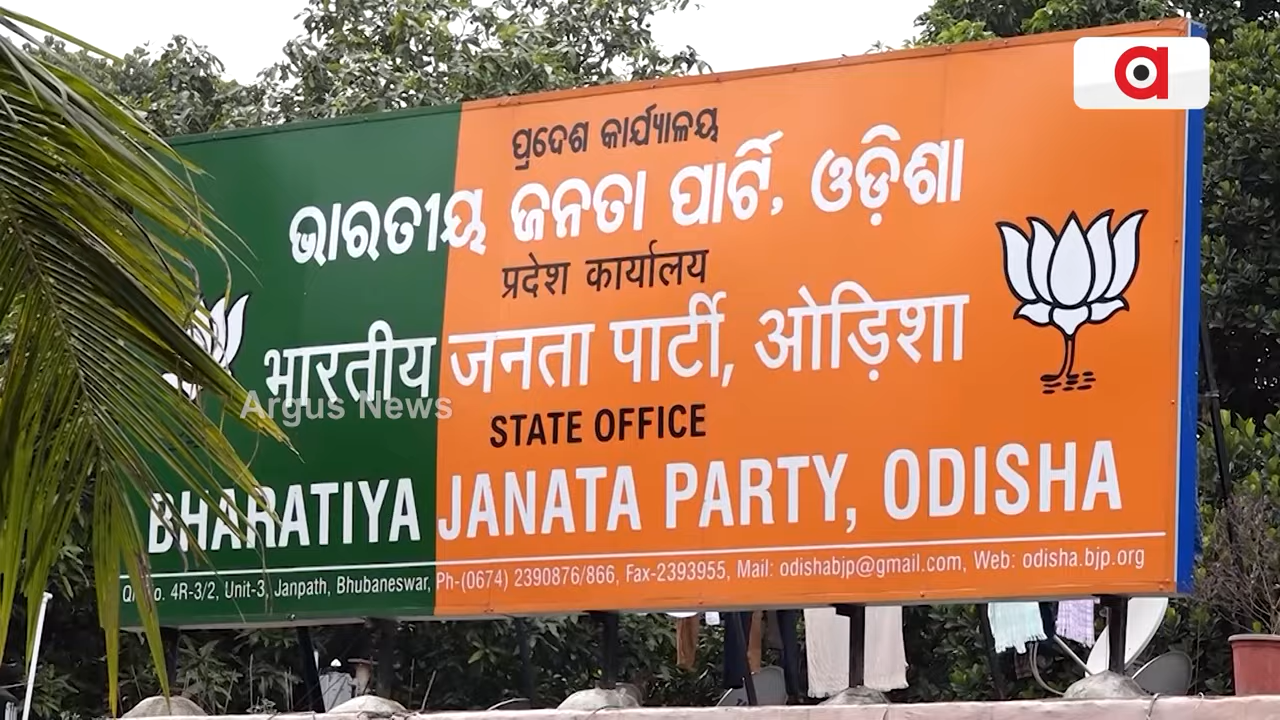 ପ୍ରଦେଶ କାର୍ଯ୍ୟାଳୟ
ଭାରତୀୟ ଜନତା ପାର୍ଟି, ଓଡ଼ିଶା
प्रदेश कार्यालय
भारतीय जनता पार्टी, ओड़िशा
Argus News
STATE OFFICE
BHARATIYA JANATA PARTY, ODISHA
4R-3/2, Unit-3, Janpath, Bhubaneswar, Ph-(0674) 2390876/866, Fax-2393955, Mail: odishabjp@gmail.com, Web: odisha.bjp.org